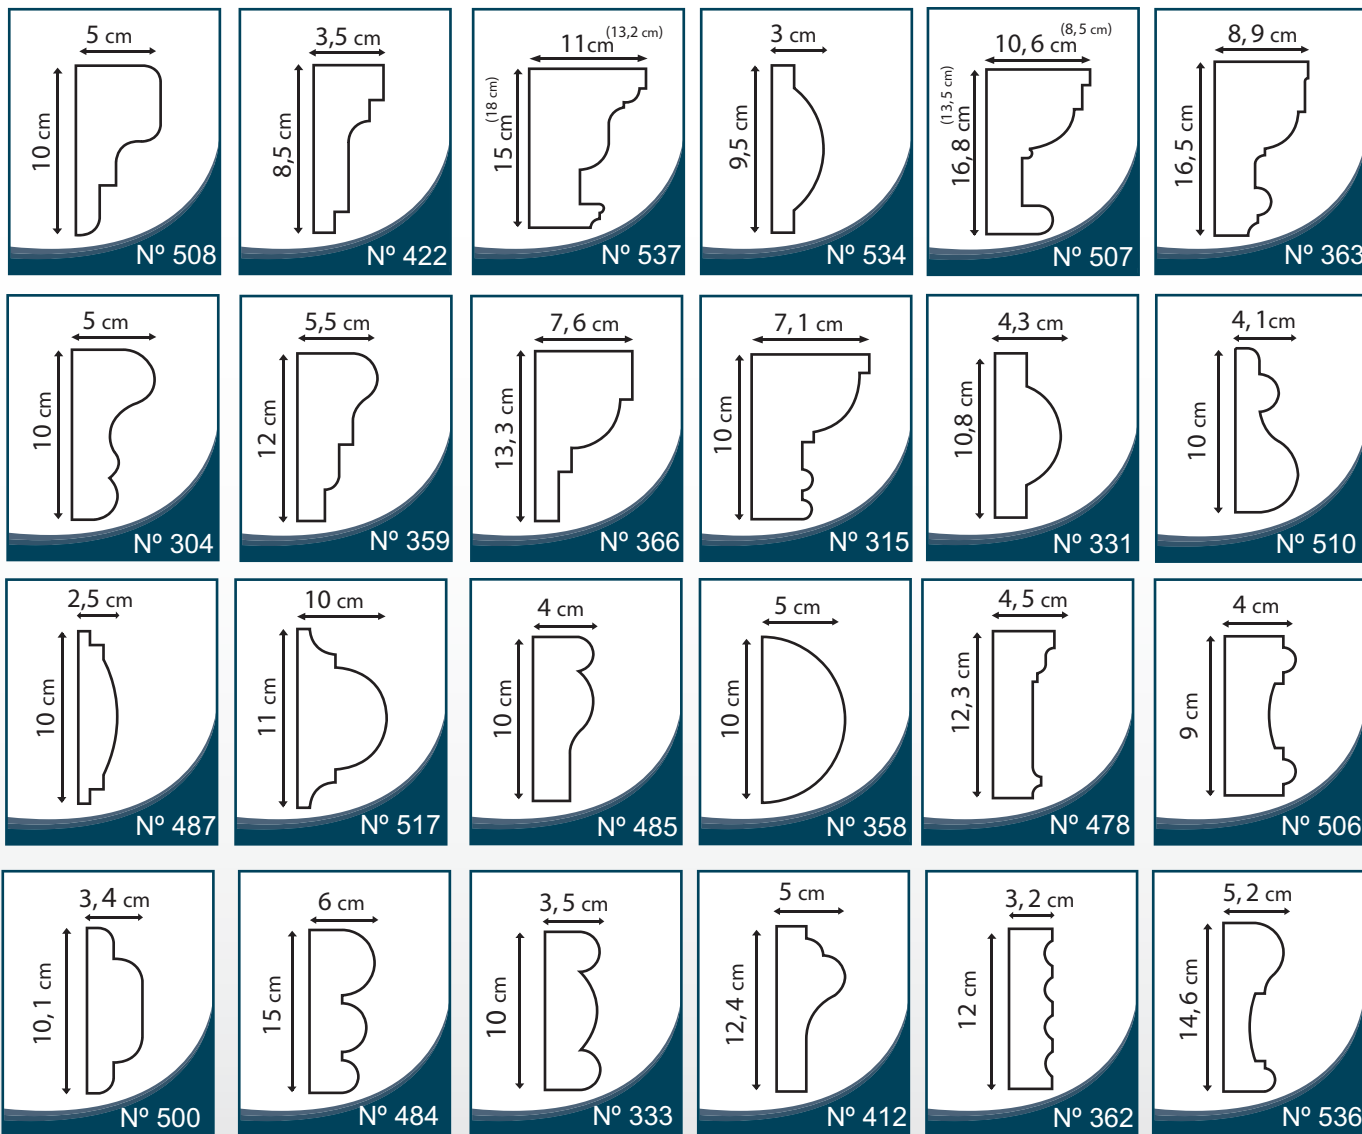 5 cm
10 cm
Nº 508
3,5 cm
8,5 cm
Nº 422
11cm (13,2 cm)
15 cm (18 cm)
Nº 537
3 cm
9,5 cm
Nº 534
10,6 cm (8,5 cm)
16,8 cm (13,5 cm)
Nº 507
8,9 cm
16,5 cm
Nº 363
5 cm
10 cm
Nº 304
5,5 cm
12 cm
Nº 359
7,6 cm
13,3 cm
Nº 366
7,1 cm
10 cm
Nº 315
4,3 cm
10,8 cm
Nº 331
4,1cm
10 cm
Nº 510
2,5 cm
10 cm
Nº 487
10 cm
11 cm
Nº 517
4 cm
10 cm
Nº 485
5 cm
10 cm
Nº 358
4,5 cm
12,3 cm
Nº 478
4 cm
9 cm
Nº 506
3,4 cm
10,1 cm
Nº 500
6 cm
15 cm
Nº 484
3,5 cm
10 cm
Nº 333
5 cm
12,4 cm
Nº 412
3,2 cm
12 cm
Nº 362
5,2 cm
14,6 cm
Nº 536